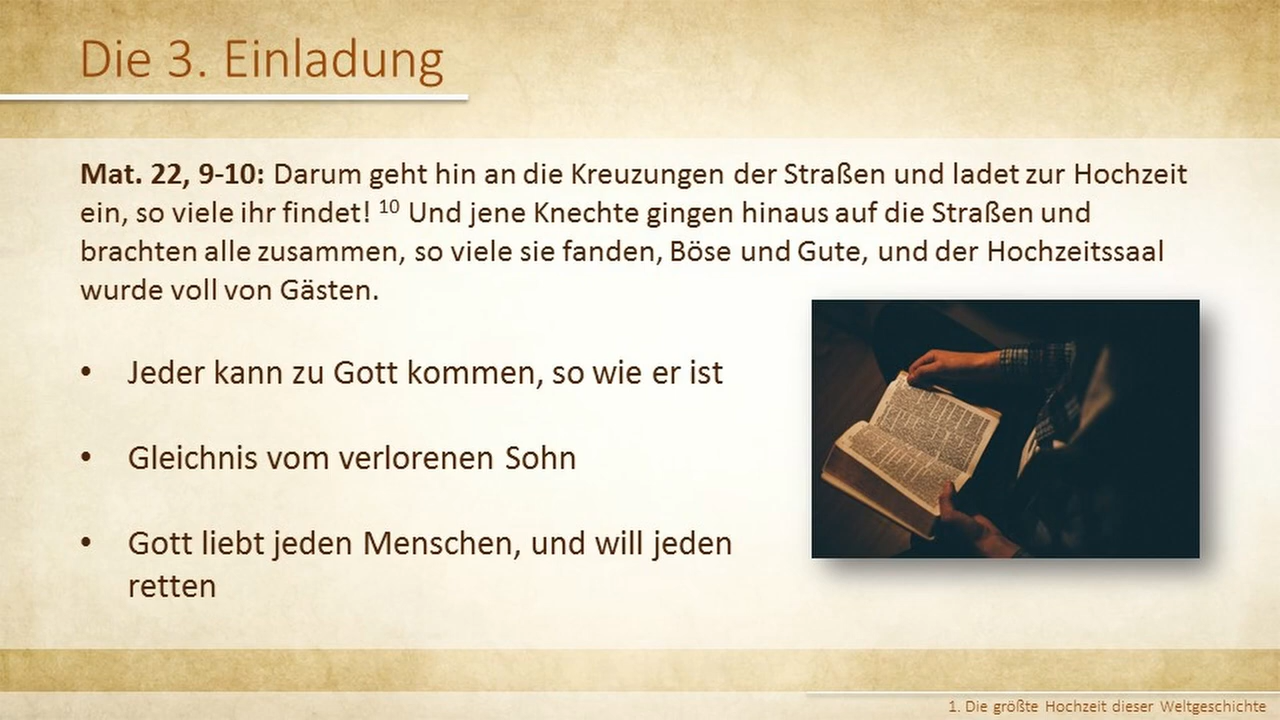 Die 3. Einladung
Mat. 22, 9-10: Darum geht hin an die Kreuzungen der Straßen und ladet zur Hochzeit
ein, so viele ihr findet! 10 Und jene Knechte gingen hinaus auf die Straßen und
brachten alle zusammen, so viele sie fanden, Böse und Gute, und der Hochzeitssaal
wurde voll von Gästen.
• Jeder kann zu Gott kommen, so wie er ist
• Gleichnis vom verlorenen Sohn
• Gott liebt jeden Menschen, und will jeden
retten
1. Die größte Hochzeit dieser Weltgeschichte